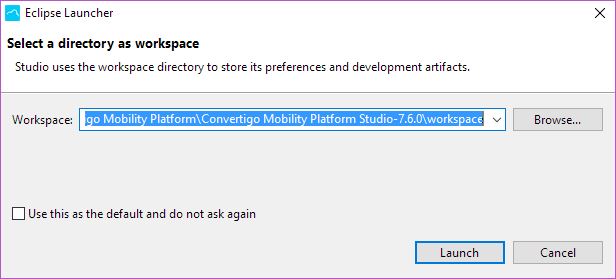 Eclipse Launcher
Select a directory as workspace
Studio uses the workspace directory to store its preferences and development artifacts.
Workspace: go Mobility Platform\Convertigo Mobility Platform Studio-7.6.0\workspace Browse...
Use this as the default and do not ask again
Launch Cancel